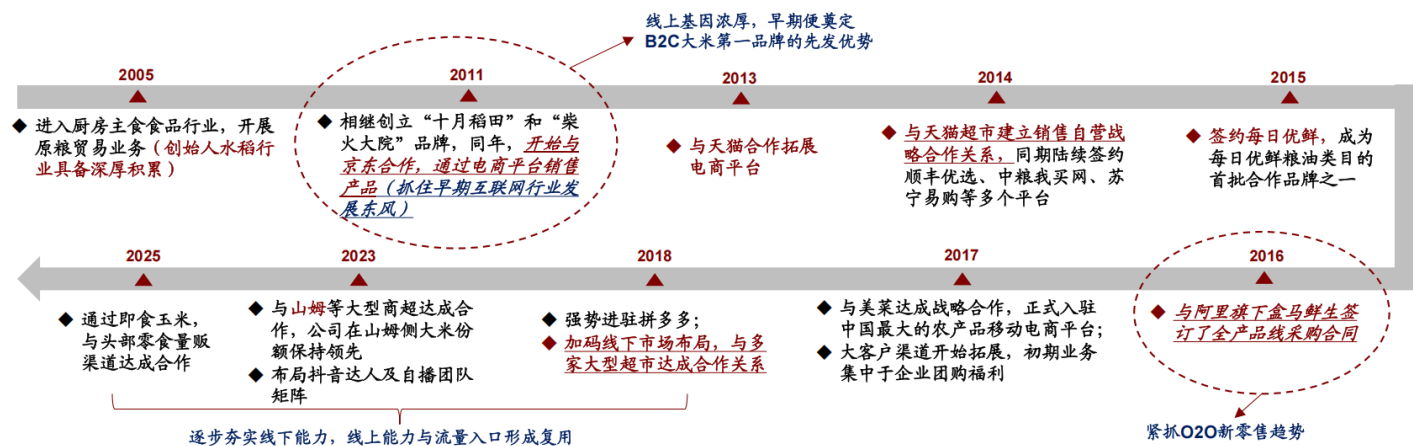 线上基因浓厚，早期便奠定
B2C大米第一品牌的先发优势
2005
◆ 进入厨房主食食品行业，开展
原粮贸易业务（创始人水稻行
业具备深厚积累）
2011
◆ 相继创立“十月稻田”和“柴
火大院”品牌，同年，开始与
京东合作，通过电商平台销售
产品（抓住早期互联网行业发
展东风）
2013
◆ 与天猫合作拓展
电商平台
2014
◆ 与天猫超市建立销售自营战
略合作关系，同期陆续签约
顺丰优选、中粮我买网、苏
宁易购等多个平台
2015
◆ 签约每日优鲜，成为
每日优鲜粮油类目的
首批合作品牌之一
2016
◆ 与阿里旗下盒马鲜生签
订了全产品线采购合同
紧抓O2O新零售趋势
2017
◆ 与美菜达成战略合作，正式入驻
中国最大的农产品移动电商平台；
◆ 大客户渠道开始拓展，初期业务
集中于企业团购福利
2018
◆ 强势进驻拼多多；
◆ 加码线下市场布局，与多
家大型超市达成合作关系
2023
◆ 与山姆等大型商超达成合
作，公司在山姆侧大米份
额保持领先
◆ 布局抖音达人及自播团队
矩阵
2025
◆ 通过即食玉米，
与头部零食量贩
渠道达成合作
逐步夯实线下能力，线上能力与流量入口形成复用